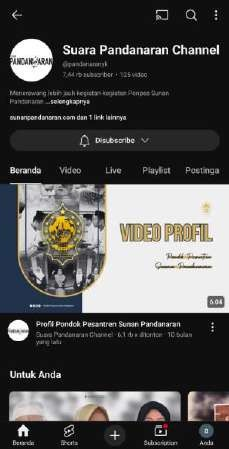 PANDANARAN
Suara Pandanaran Channel
@pandanaranyk
7,44 rb subscriber • 125 video
Menerawang lebih jauh kegiatan-kegiatan Ponpes Sunan
Pandanaran ...selengkapnya
sunanpandanaran.com dan 1 link lainnya
Disubscribe
Beranda Video Live Playlist Postinga
VIDEO PROFIL
Pondok Pesantren
Sunan Pandanaran
6.04
Profil Pondok Pesantren Sunan Pandanaran
Suara Pandanaran Channel · 6,1 rb x ditonton · 10 bulan
yang lalu
Untuk Anda
Beranda Shorts Subscription Anda